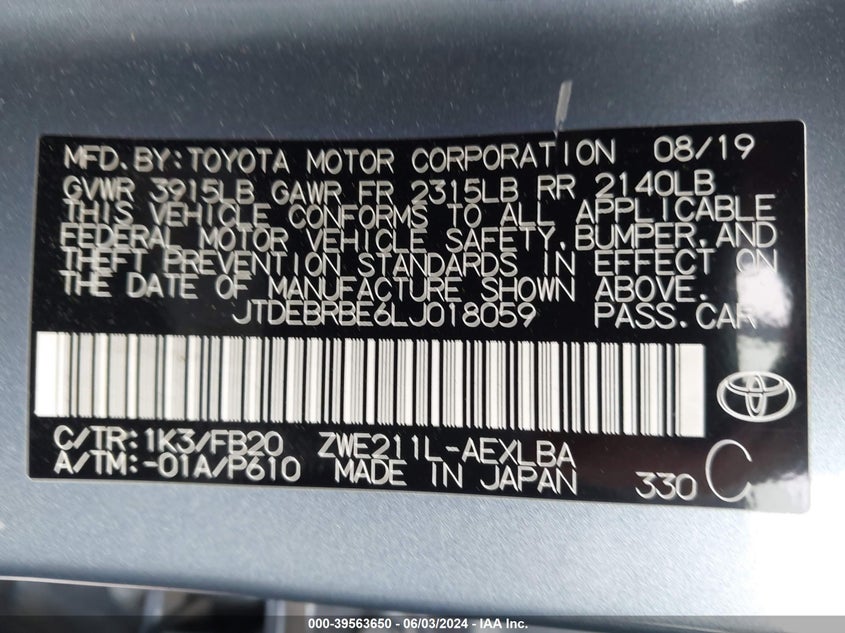 MFD.BY:TOYOTA MOTOR CORPORATION 08/19
GVWR 3915LB GAWR FR 2315LB RR 2140LB
THIS VEHICLE CONFORMS TO ALL APPLICABLE
FEDERAL MOTOR VEHICLE SAFETY,BUMPER,AND
THEFT PREVENTION STANDARDS IN EFFECT ON
THE DATE OF MANUFACTURE SHOWN ABOVE.
JTDEBRBE6LJ018059 PASS.CAR
C/TR:1K3/FB20 ZWE211L-AEXLBA
A/TM:-01A/P610 MADE IN JAPAN 330 C
000-39563650 - 06/03/2024 - IAA Inc.